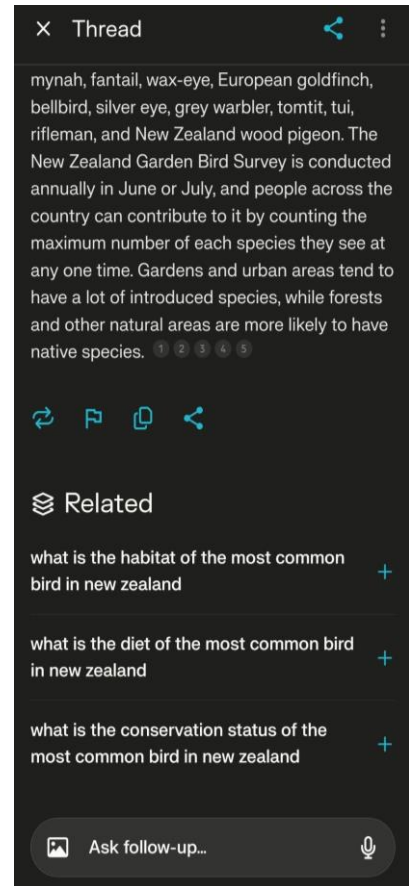 Thread
mynah, fantail, wax-eye, European goldfinch,
bellbird, silver eye, grey warbler, tomtit, tui,
rifleman, and New Zealand wood pigeon. The
New Zealand Garden Bird Survey is conducted
annually in June or July, and people across the
country can contribute to it by counting the
maximum number of each species they see at
any one time. Gardens and urban areas tend to
have a lot of introduced species, while forests
and other natural areas are more likely to have
native species. 1 2 3 4 5
Related
what is the habitat of the most common
bird in new zealand
what is the diet of the most common bird
in new zealand
what is the conservation status of the
most common bird in new zealand
Ask follow-up...